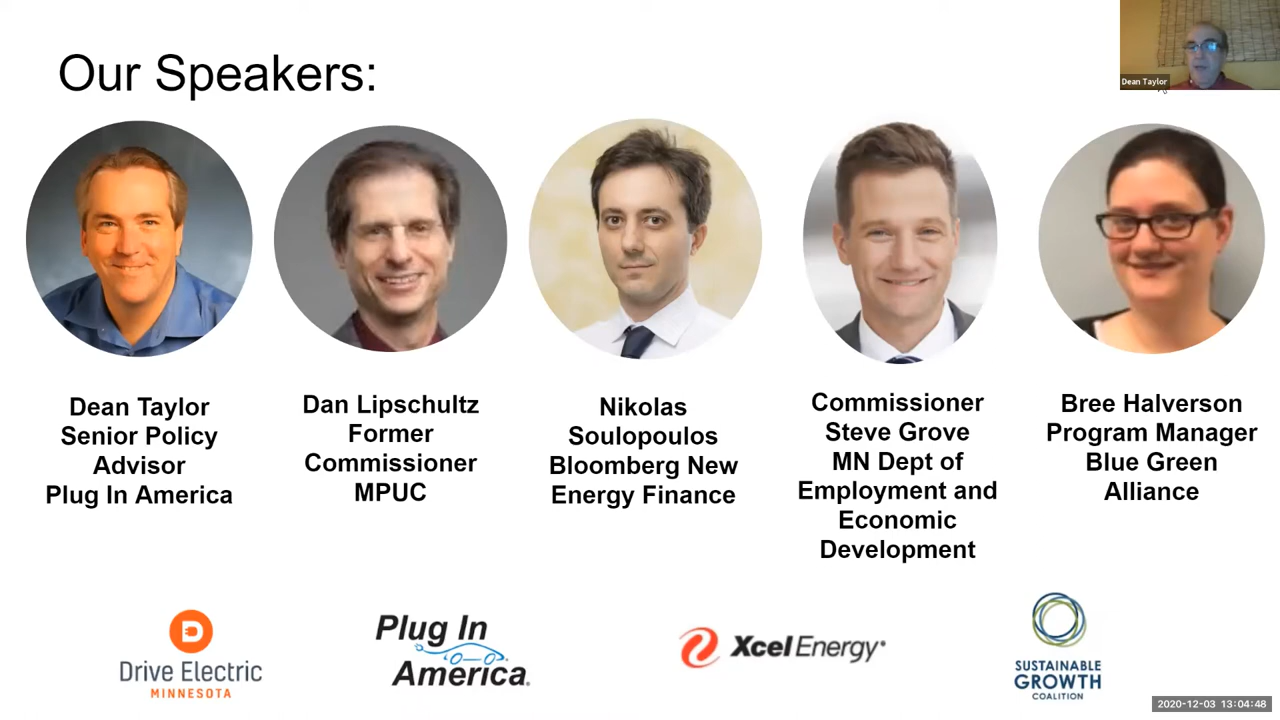 Our Speakers:
Dean Taylor
Dean Taylor
Senior Policy
Advisor
Plug In America
Dan Lipschultz
Former
Commissioner
MPUC
Nikolas
Soulopoulos
Bloomberg New
Energy Finance
Commissioner
Steve Grove
MN Dept of
Employment and
Economic
Development
Bree Halverson
Program Manager
Blue Green
Alliance
D
Drive Electric
MINNESOTA
Plug In
America®
Xcel Energy®
SUSTAINABLE
GROWTH
COALITION
2020-12-03 13:04:48